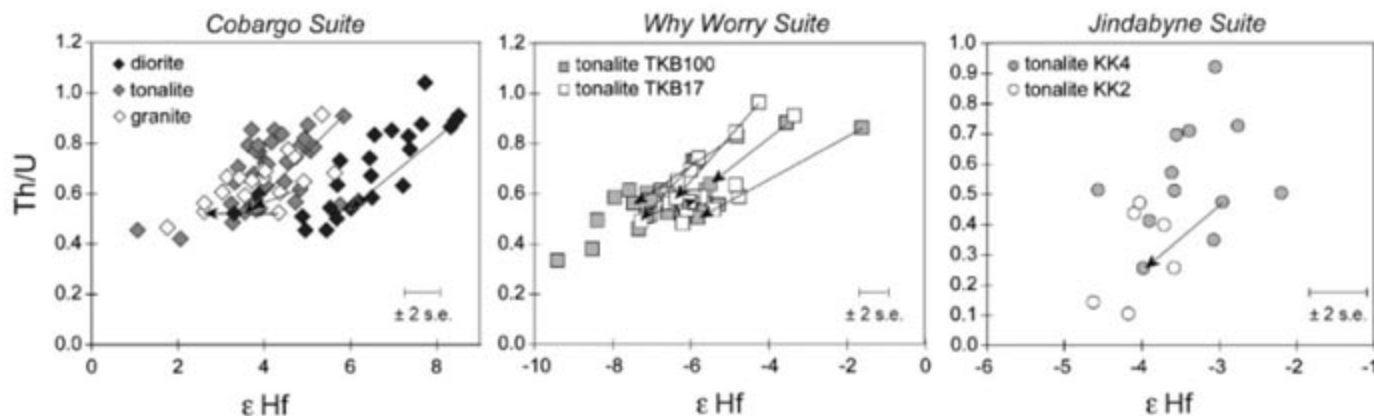 Cobargo Suite
Why Worry Suite
Jindabyne Suite
Th/U
1.2
1.0
0.8
0.6
0.4
0.2
0.0
diorite
tonalite
granite
± 2 s.e.
0
2
4
6
8
ε Hf
1.2
1.0
0.8
0.6
0.4
0.2
0.0
tonalite TKB100
tonalite TKB17
± 2 s.e.
-10
-8
-6
-4
-2
0
ε Hf
1.0
0.9
0.8
0.7
0.6
0.5
0.4
0.3
0.2
0.1
0.0
tonalite KK4
tonalite KK2
± 2 s.e.
-6
-5
-4
-3
-2
-1
ε Hf